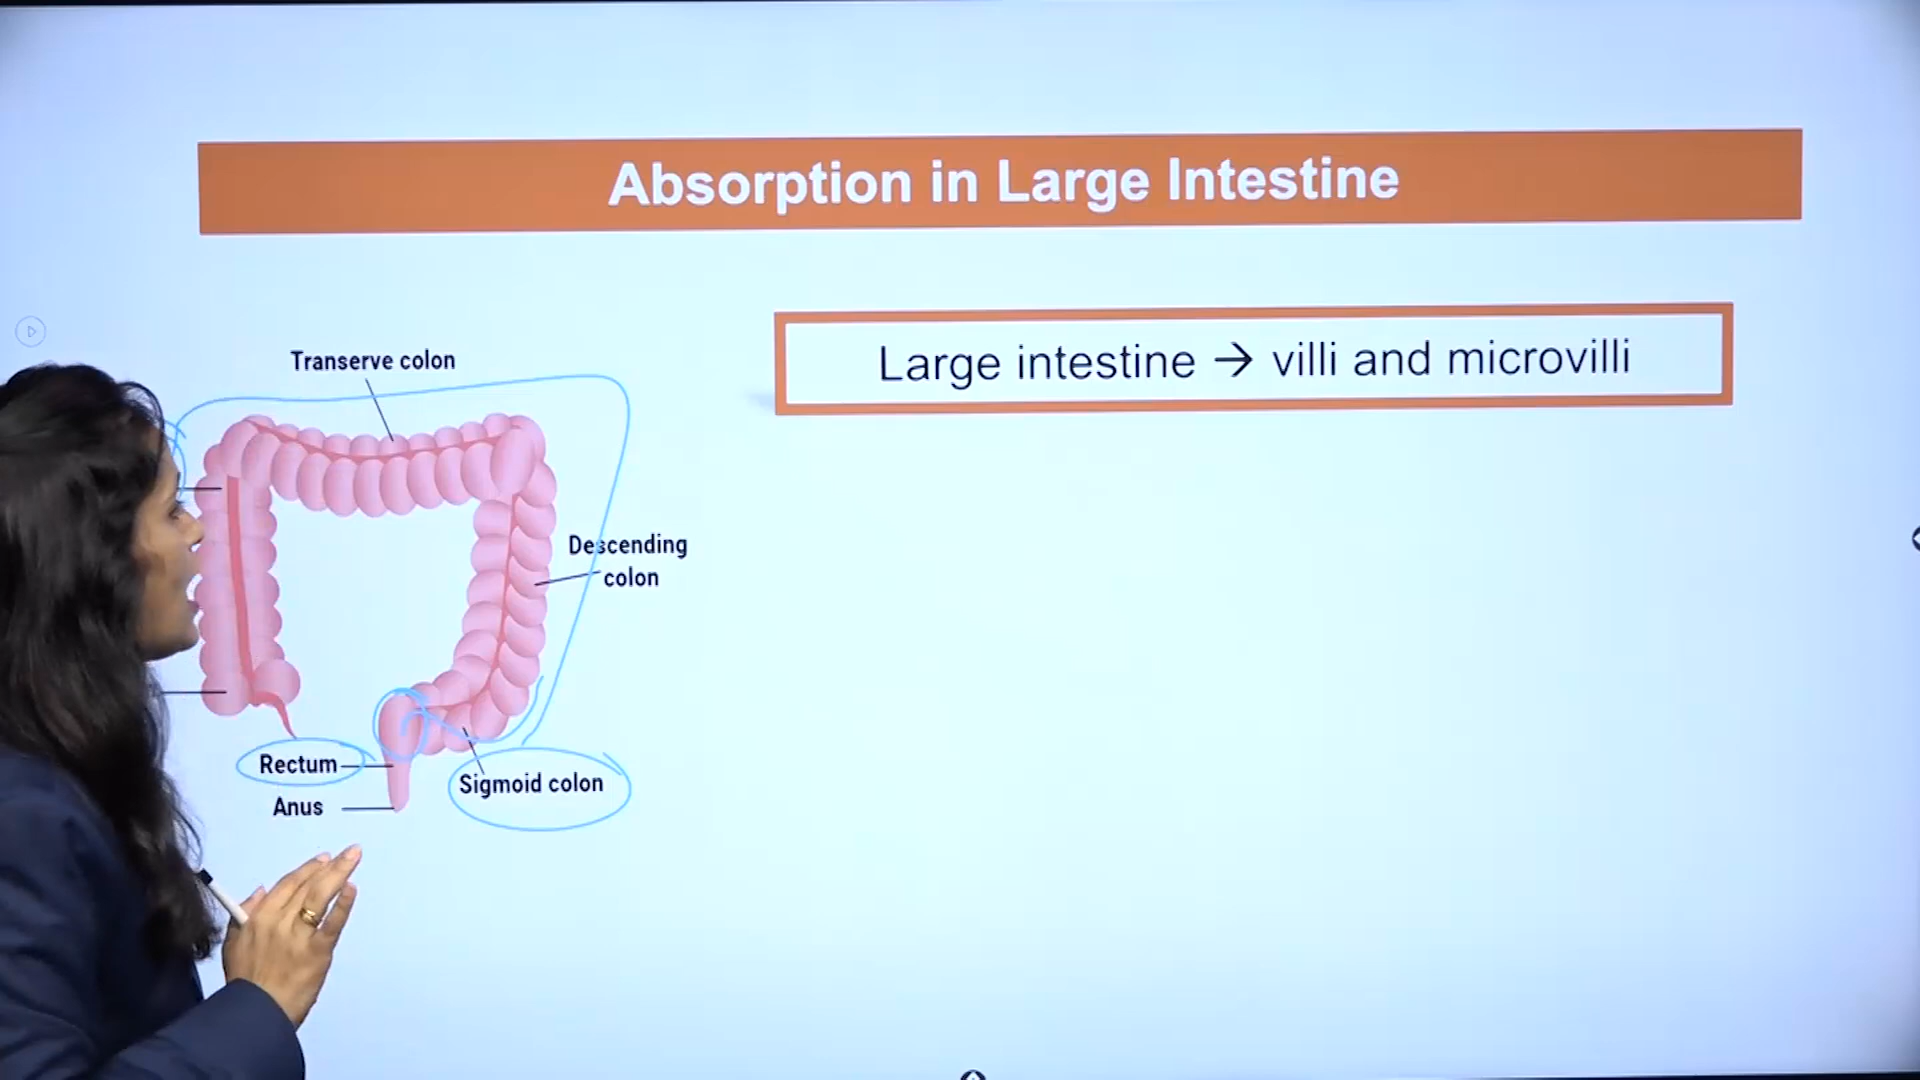 Absorption in Large Intestine
Large intestine → villi and microvilli
Transerve colon
Descending
colon
Rectum
Sigmoid colon
Anus